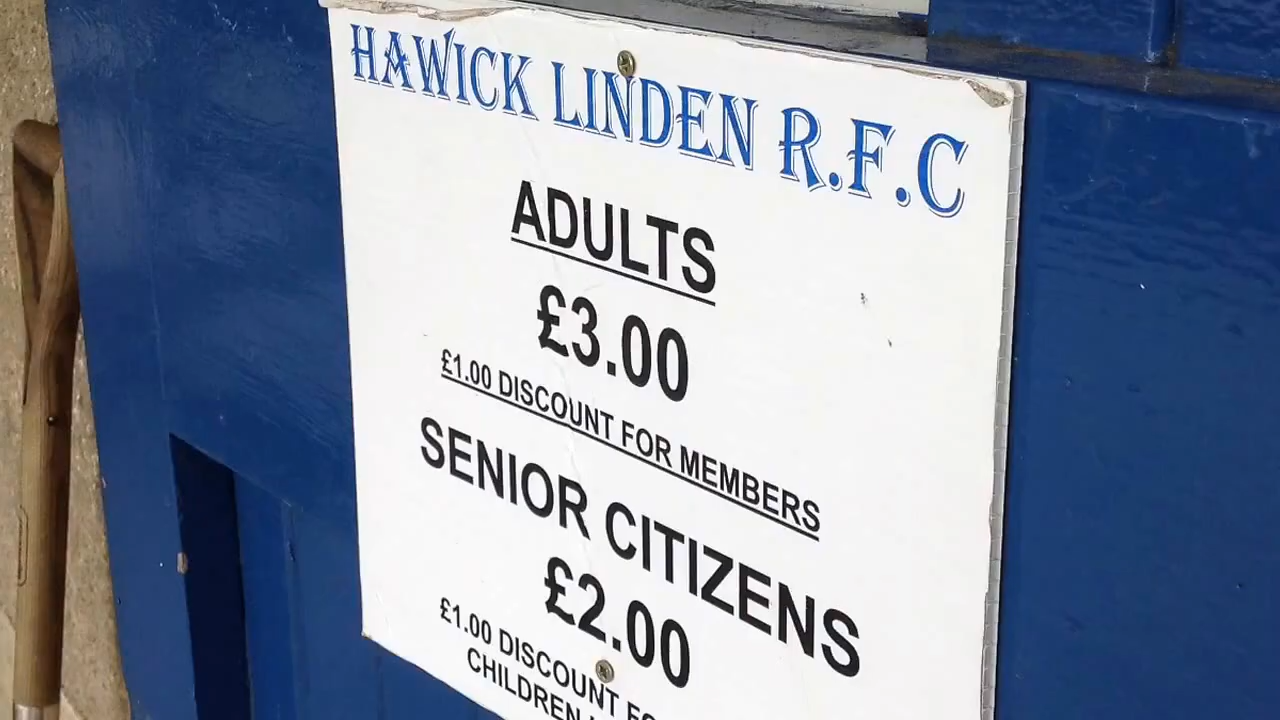 HAWICK LINDEN R.F.C
ADULTS
£3.00
£1.00 DISCOUNT FOR MEMBERS
SENIOR CITIZENS
£2.00
£1.00 DISCOUNT
CHILDREN